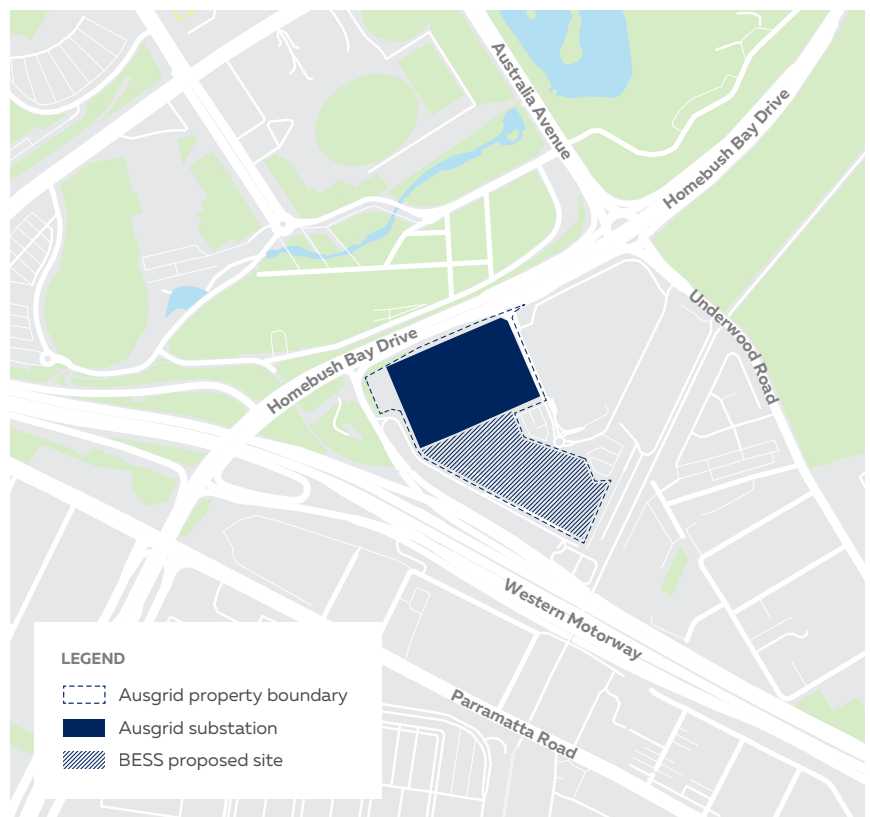 Australia Avenue
Homebush Bay Drive
Underwood Road
Homebush Bay Drive
Western Motorway
Parramatta Road
LEGEND
Ausgrid property boundary
Ausgrid substation
BESS proposed site